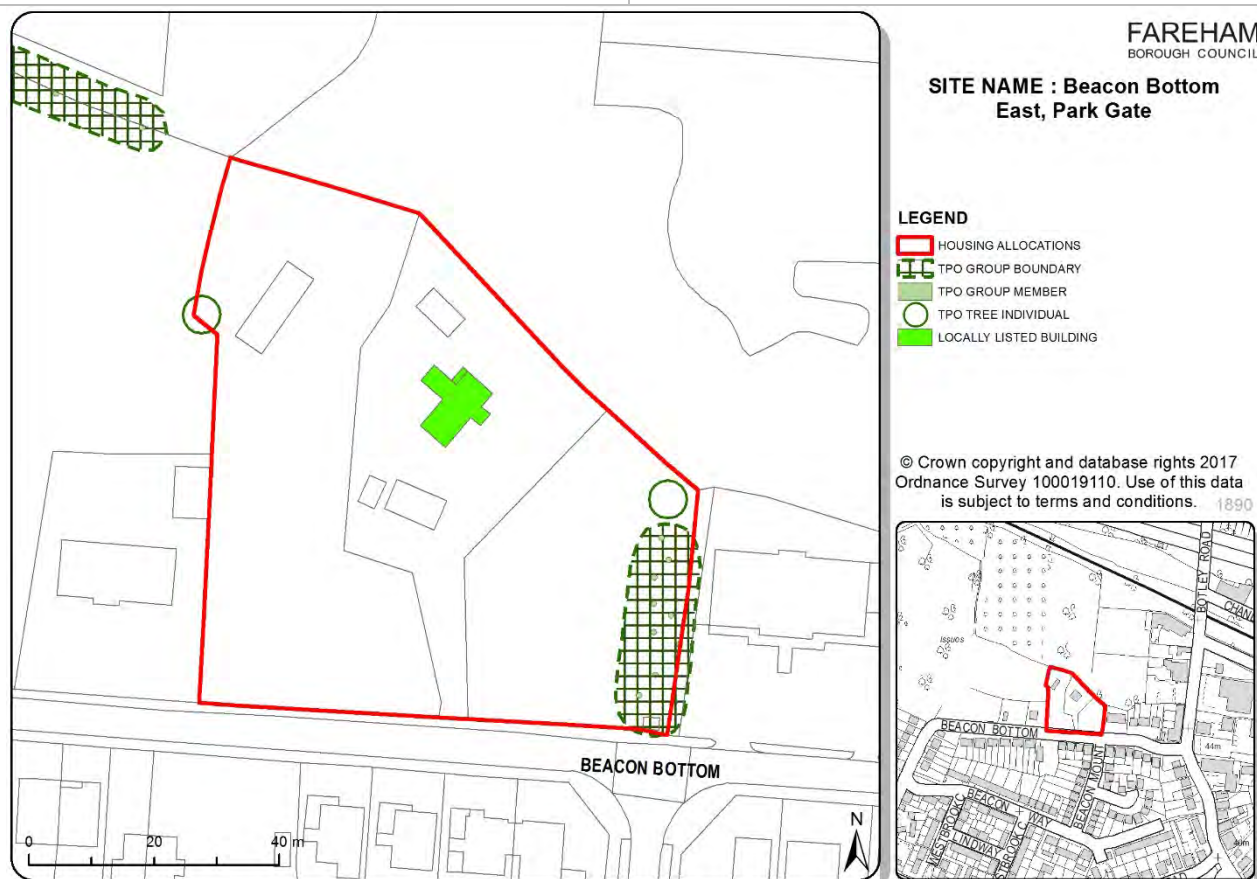 FAREHAM
BOROUGH COUNCIL
SITE NAME : Beacon Bottom
East, Park Gate
LEGEND
HOUSING ALLOCATIONS
TPO GROUP BOUNDARY
TPO GROUP MEMBER
TPO TREE INDIVIDUAL
LOCALLY LISTED BUILDING
© Crown copyright and database rights 2017
Ordnance Survey 100019110. Use of this data
is subject to terms and conditions.
1890
BEACON BOTTOM
0 20 40 m
N
BOTLEY ROAD
Issues
BEACON BOTTOM
44m
BEACON MOUNT
BEACON WAY